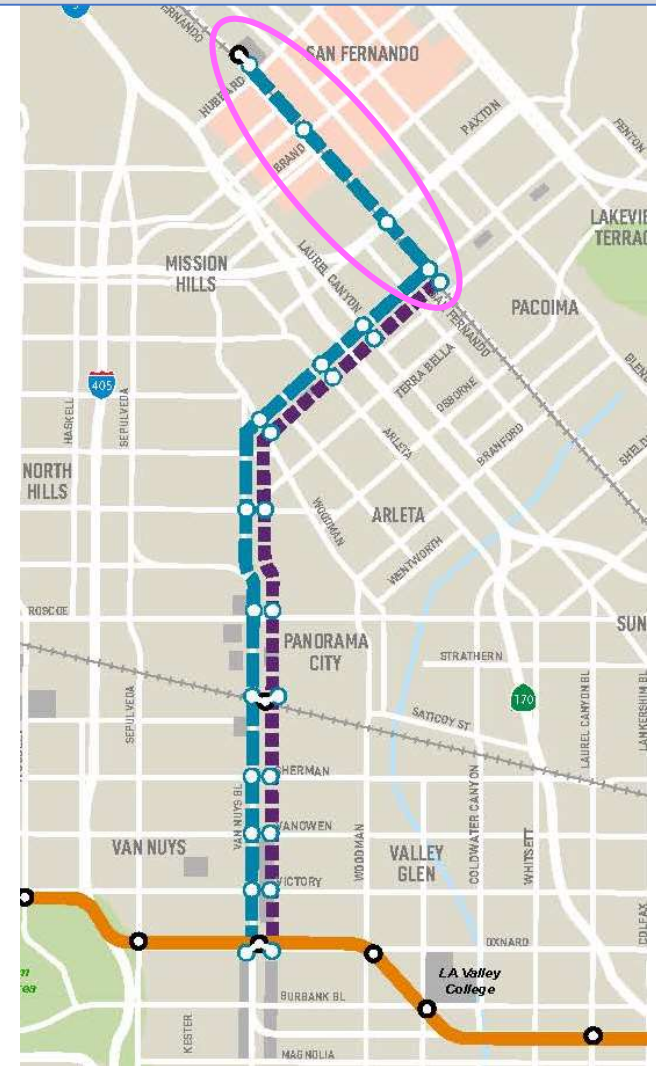 SAN FERNANDO
HUBBARD
PAXTON
FENTON
BRAND
LAKEVIE
TERRAC
MISSION
HILLS
LAUREL CANYON
PACOIMA
SAN FERNANDO
TERRA BELLA
405
OSBORNE
HASKELL
SEPULVEDA
ARLETA
BRANFORD
NORTH
HILLS
WOODMAN
ARLETA
WENTWORTH
ROSCOE
SUN
PANORAMA
CITY
STRATHERN
170
SEPULVEDA
SATICOY ST
LAUREL CANYON BL
LANKERSHIM BL
SHERMAN
VAN NUYS BL
VANOWEN
VAN NUYS
WOODMAN
VALLEY
GLEN
COLDWATER CANYON
WHITSETT
VICTORY
COLFAX
OXNARD
LA Valley
College
BURBANK BL
KESTER
MAGNOLIA